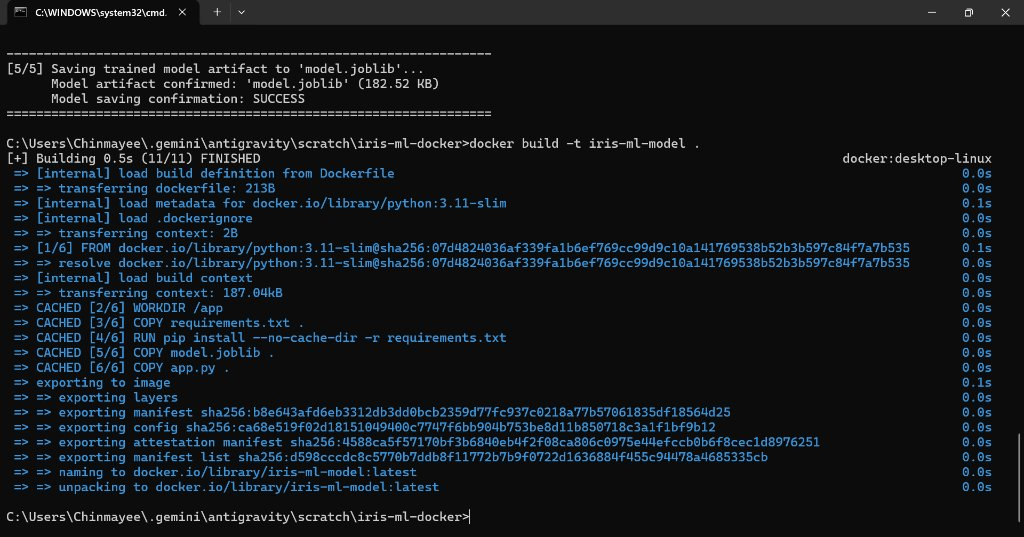 C:\WINDOWS\system32\cmd.
[5/5] Saving trained model artifact to 'model.joblib'...
Model artifact confirmed: 'model.joblib' (182.52 KB)
Model saving confirmation: SUCCESS
=================================================================
C:\Users\Chinmayee\.gemini\antigravity\scratch\iris-ml-docker>docker build -t iris-ml-model .
[+] Building 0.5s (11/11) FINISHED docker:desktop-linux
=> [internal] load build definition from Dockerfile 0.0s
=> => transferring dockerfile: 213B 0.0s
=> [internal] load metadata for docker.io/library/python:3.11-slim 0.1s
=> [internal] load .dockerignore 0.0s
=> => transferring context: 2B 0.0s
=> [1/6] FROM docker.io/library/python:3.11-slim@sha256:07d4824036af339fa1b6ef769cc99d9c10a141769538b52b3b597c84f7a7b535 0.1s
=> => resolve docker.io/library/python:3.11-slim@sha256:07d4824036af339fa1b6ef769cc99d9c10a141769538b52b3b597c84f7a7b535 0.0s
=> [internal] load build context 0.0s
=> => transferring context: 187.04kB 0.0s
=> CACHED [2/6] WORKDIR /app 0.0s
=> CACHED [3/6] COPY requirements.txt . 0.0s
=> CACHED [4/6] RUN pip install --no-cache-dir -r requirements.txt 0.0s
=> CACHED [5/6] COPY model.joblib . 0.0s
=> CACHED [6/6] COPY app.py . 0.0s
=> exporting to image 0.1s
=> => exporting layers 0.0s
=> => exporting manifest sha256:b8e643afd6eb3312db3dd0bcb2359d77fc937c0218a77b57061835df18564d25 0.0s
=> => exporting config sha256:ca68e519f02d18151049400c7747f6bb904b753be8d11b850718c3a1f1bf9b12 0.0s
=> => exporting attestation manifest sha256:4588ca5f57170bf3b6840eb4f2f08ca806c0975e44efccb0b6f8cec1d8976251 0.0s
=> => exporting manifest list sha256:d598cccdc8c5770b7ddb8f11772b7b9f0722d1636884f455c94478a4685335cb 0.0s
=> => naming to docker.io/library/iris-ml-model:latest 0.0s
=> => unpacking to docker.io/library/iris-ml-model:latest 0.0s
C:\Users\Chinmayee\.gemini\antigravity\scratch\iris-ml-docker>